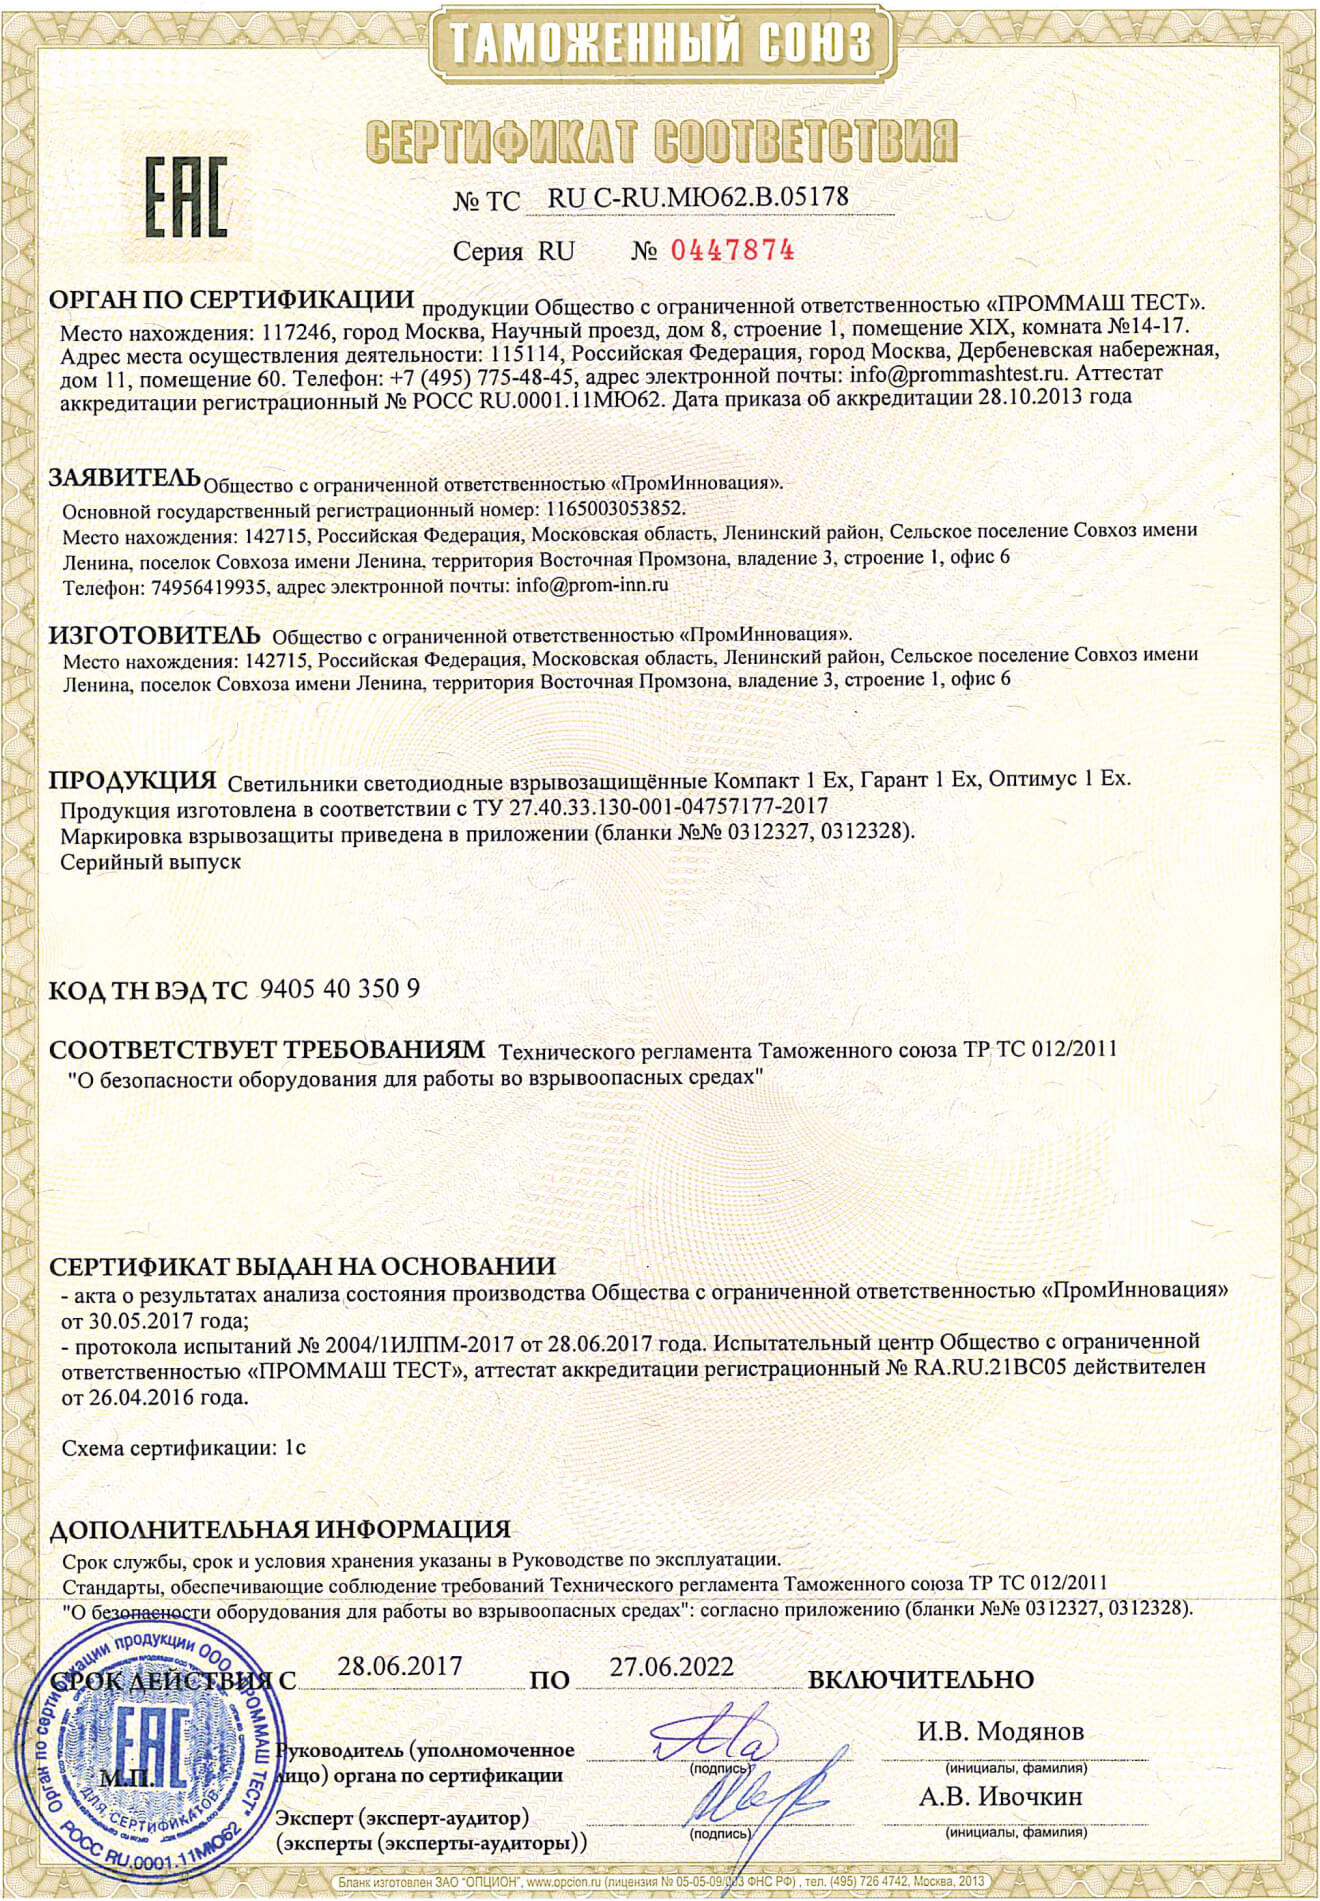 ТАМОЖЕННЫЙ СОЮЗ
СЕРТИФИКАТ СООТВЕТСТВИЯ
ЕАС
№ ТС RU С-RU.МЮ62.В.05178
Серия RU № 0447874
ОРГАН ПО СЕРТИФИКАЦИИ продукции Общество с ограниченной ответственностью «ПРОММАШ ТЕСТ».
Место нахождения: 117246, город Москва, Научный проезд, дом 8, строение 1, помещение XIX, комната №14-17.
Адрес места осуществления деятельности: 115114, Российская Федерация, город Москва, Дербеневская набережная,
дом 11, помещение 60. Телефон: +7 (495) 775-48-45, адрес электронной почты: info@prommashtest.ru. Аттестат
аккредитации регистрационный № РОСС RU.0001.11МЮ62. Дата приказа об аккредитации 28.10.2013 года
ЗАЯВИТЕЛЬ Общество с ограниченной ответственностью «ПромИнновация».
Основной государственный регистрационный номер: 1165003053852.
Место нахождения: 142715, Российская Федерация, Московская область, Ленинский район, Сельское поселение Совхоз имени
Ленина, поселок Совхоза имени Ленина, территория Восточная Промзона, владение 3, строение 1, офис 6
Телефон: 74956419935, адрес электронной почты: info@prom-inn.ru
ИЗГОТОВИТЕЛЬ Общество с ограниченной ответственностью «ПромИнновация».
Место нахождения: 142715, Российская Федерация, Московская область, Ленинский район, Сельское поселение Совхоз имени
Ленина, поселок Совхоза имени Ленина, территория Восточная Промзона, владение 3, строение 1, офис 6
ПРОДУКЦИЯ Светильники светодиодные взрывозащищённые Компакт 1 Ex, Гарант 1 Ex, Оптимус 1 Ex.
Продукция изготовлена в соответствии с ТУ 27.40.33.130-001-04757177-2017
Маркировка взрывозащиты приведена в приложении (бланки №№ 0312327, 0312328).
Серийный выпуск
КОД ТН ВЭД ТС 9405 40 350 9
СООТВЕТСТВУЕТ ТРЕБОВАНИЯМ Технического регламента Таможенного союза ТР ТС 012/2011
"О безопасности оборудования для работы во взрывоопасных средах"
СЕРТИФИКАТ ВЫДАН НА ОСНОВАНИИ
- акта о результатах анализа состояния производства Общества с ограниченной ответственностью «ПромИнновация»
от 30.05.2017 года;
- протокола испытаний № 2004/1ИЛПМ-2017 от 28.06.2017 года. Испытательный центр Общество с ограниченной
ответственностью «ПРОММАШ ТЕСТ», аттестат аккредитации регистрационный № RA.RU.21ВС05 действителен
от 26.04.2016 года.
Схема сертификации: 1с
ДОПОЛНИТЕЛЬНАЯ ИНФОРМАЦИЯ
Срок службы, срок и условия хранения указаны в Руководстве по эксплуатации.
Стандарты, обеспечивающие соблюдение требований Технического регламента Таможенного союза ТР ТС 012/2011
"О безопасности оборудования для работы во взрывоопасных средах": согласно приложению (бланки №№ 0312327, 0312328).
СРОК ДЕЙСТВИЯ С 28.06.2017 ПО 27.06.2022 ВКЛЮЧИТЕЛЬНО
М.П.
Руководитель (уполномоченное
лицо) органа по сертификации
(подпись)
И.В. Модянов
(инициалы, фамилия)
Эксперт (эксперт-аудитор)
(эксперты (эксперты-аудиторы))
(подпись)
А.В. Ивочкин
(инициалы, фамилия)
Орган по сертификации продукции ООО "ПРОММАШ ТЕСТ"
РОСС RU.0001.11МЮ62
ЕАС
ДЛЯ СЕРТИФИКАТОВ
Бланк изготовлен ЗАО "ОПЦИОН", www.opcion.ru (лицензия № 05-05-09/003 ФНС РФ), тел. (495) 726 4742, Москва, 2013